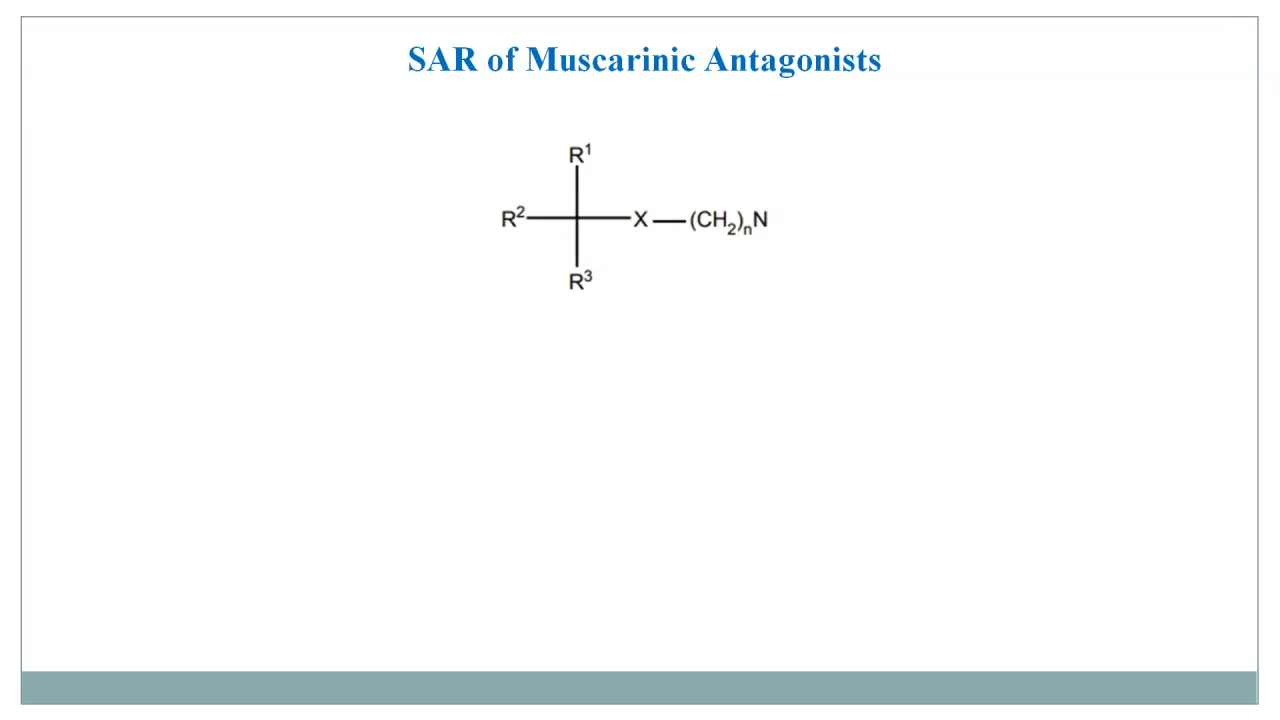 SAR of Muscarinic Antagonists
R¹
R²
X
(CH₂)ₙN
R³